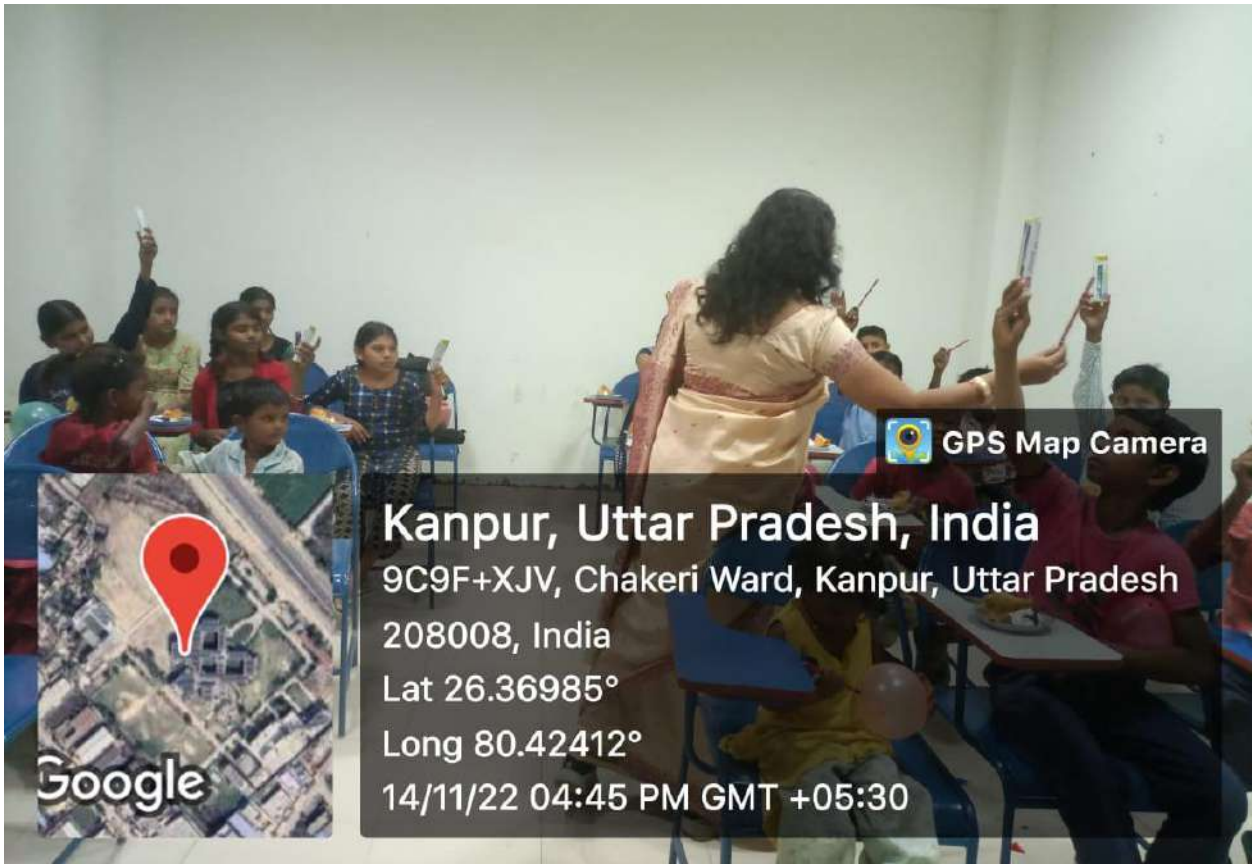 GPS Map Camera
Kanpur, Uttar Pradesh, India
9C9F+XJV, Chakeri Ward, Kanpur, Uttar Pradesh
208008, India
Lat 26.36985°
Long 80.42412°
14/11/22 04:45 PM GMT +05:30
Google